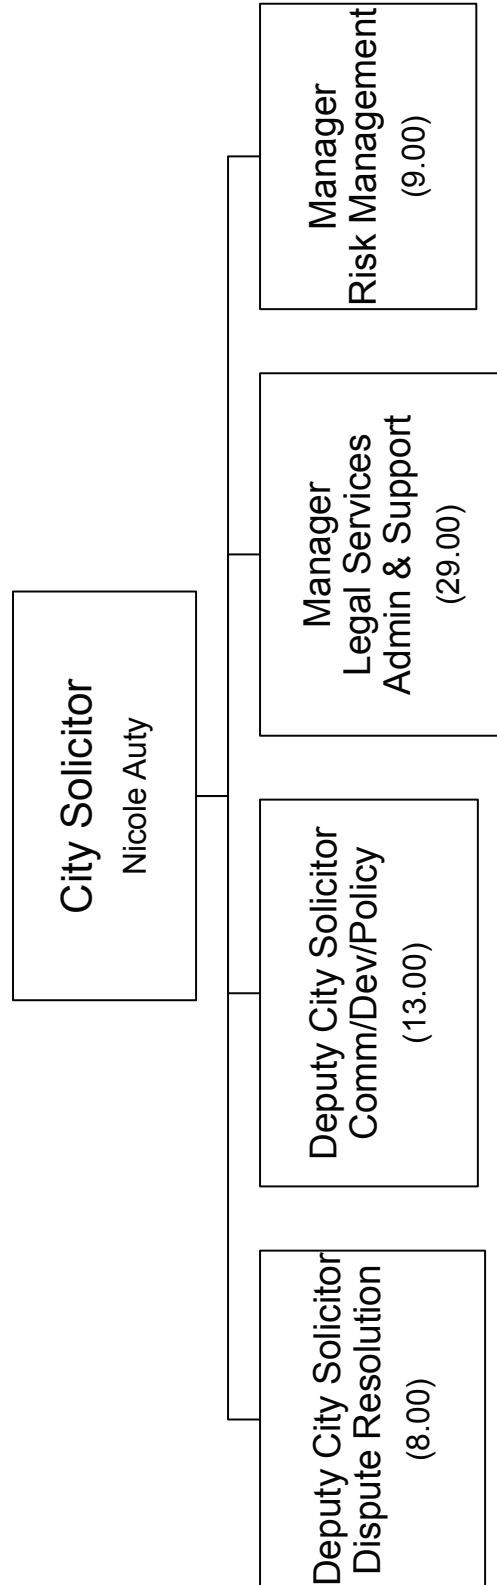 City Solicitor
Nicole Auty
Deputy City Solicitor
Dispute Resolution
(8.00)
Deputy City Solicitor
Comm/Dev/Policy
(13.00)
Manager
Legal Services
Admin & Support
(29.00)
Manager
Risk Management
(9.00)